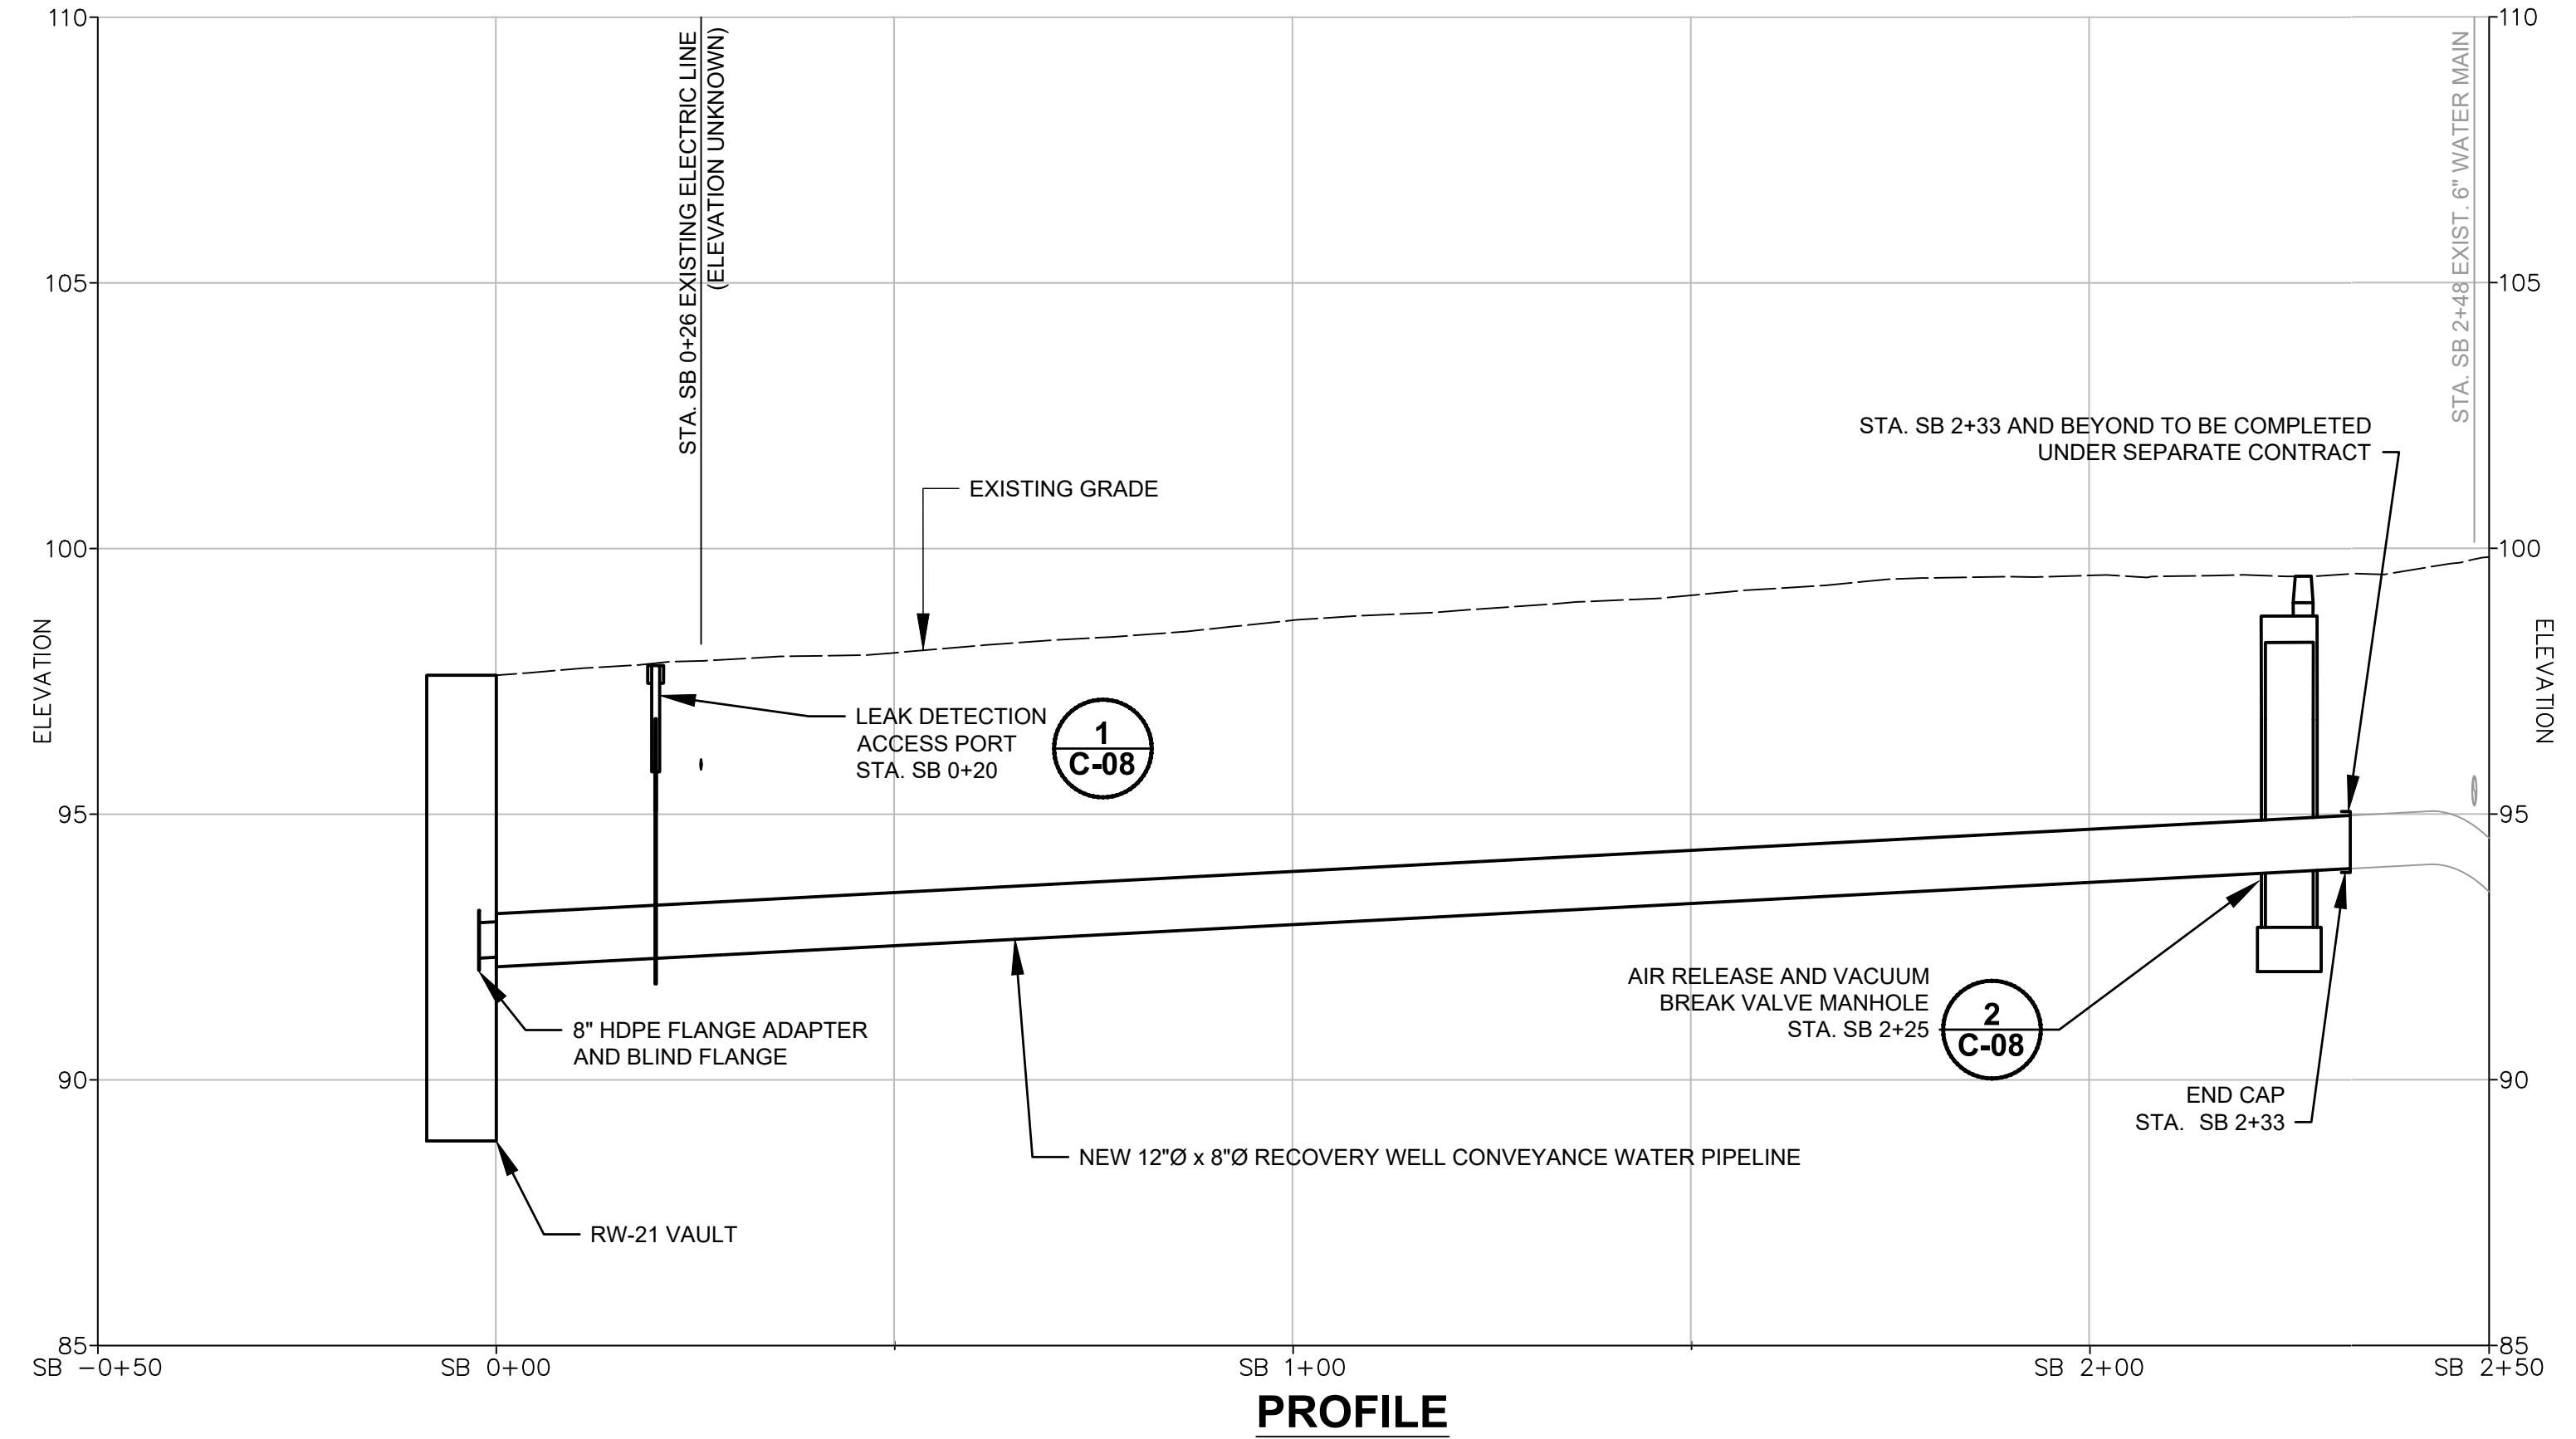 110
110
STA. SB 0+26 EXISTING ELECTRIC LINE
(ELEVATION UNKNOWN)
STA. SB 2+48 EXIST. 6" WATER MAIN
105
105
STA. SB 2+33 AND BEYOND TO BE COMPLETED
UNDER SEPARATE CONTRACT
EXISTING GRADE
100
100
ELEVATION
ELEVATION
LEAK DETECTION
ACCESS PORT
STA. SB 0+20
1
C-08
95
95
AIR RELEASE AND VACUUM
BREAK VALVE MANHOLE
STA. SB 2+25
2
C-08
8" HDPE FLANGE ADAPTER
AND BLIND FLANGE
90
90
END CAP
STA. SB 2+33
NEW 12"Ø x 8"Ø RECOVERY WELL CONVEYANCE WATER PIPELINE
RW-21 VAULT
85
85
SB -0+50
SB 0+00
SB 1+00
SB 2+00
SB 2+50
PROFILE